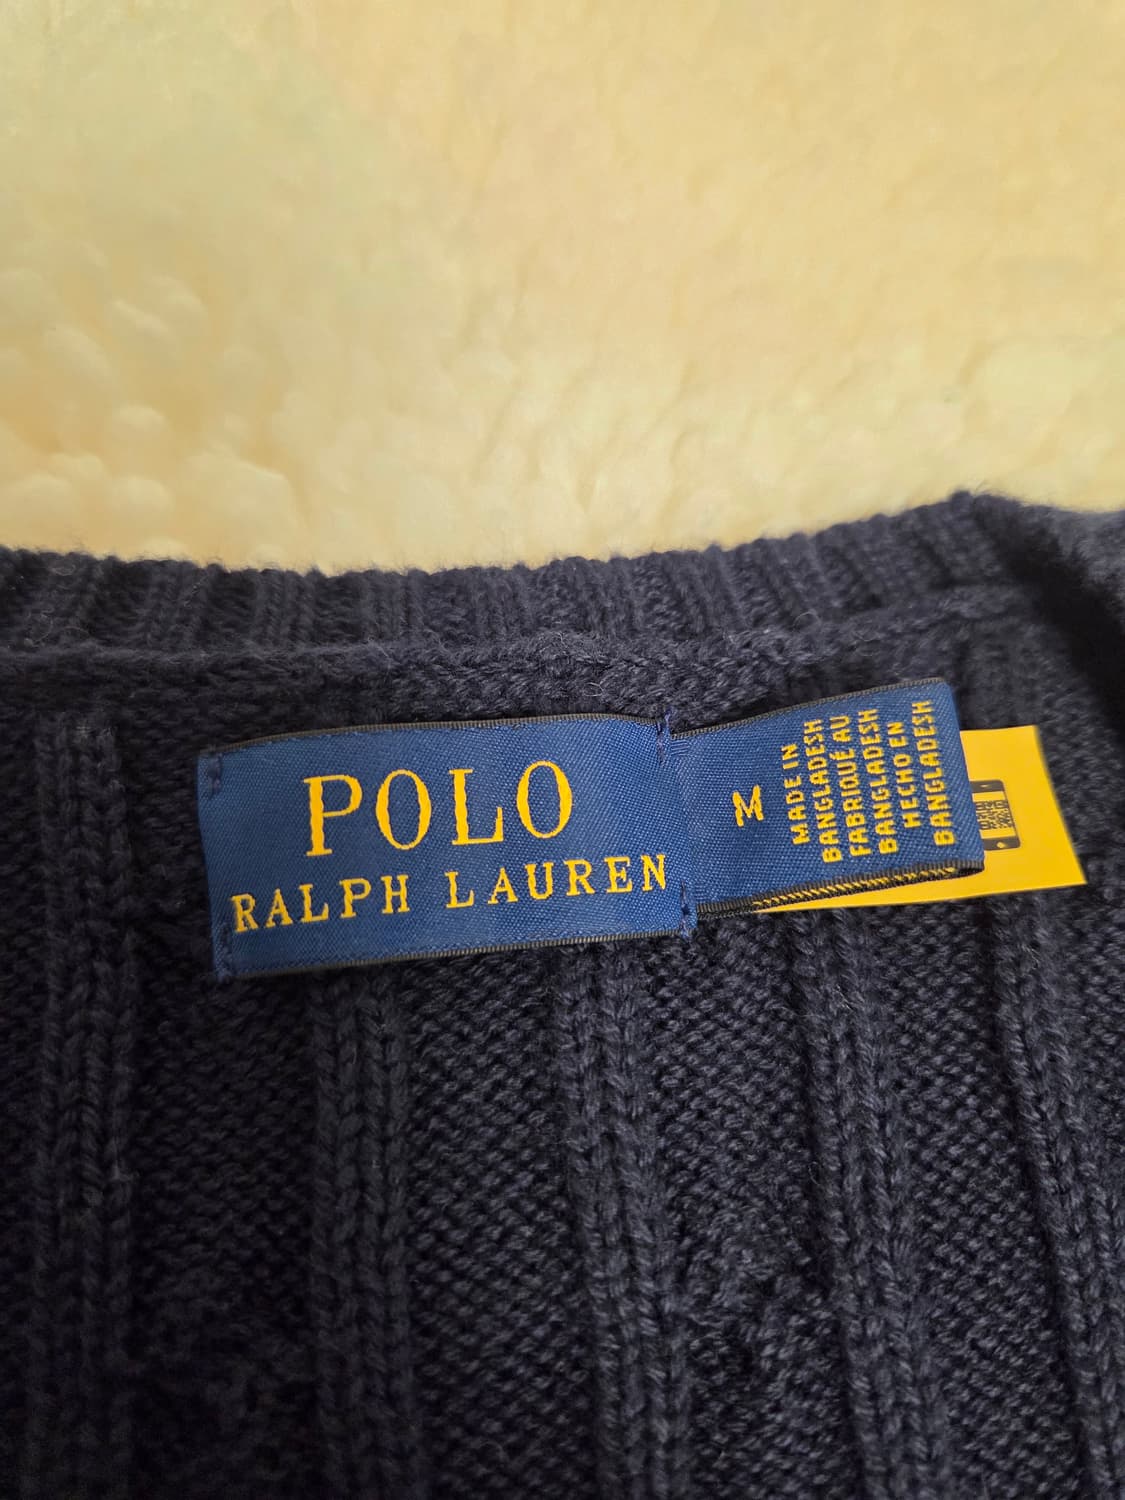 POLO
RALPH LAUREN
M
MADE IN
BANGLADESH
FABRIQUÉ AU
BANGLADESH
HECHO EN
BANGLADESH